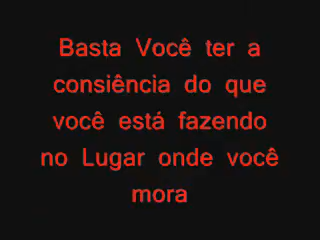 Basta Você ter a
consiência do que
você está fazendo
no Lugar onde você
mora